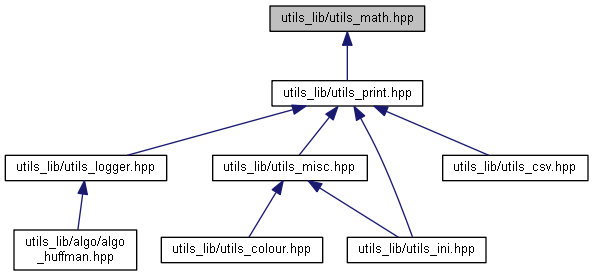 utils_lib/utils_math.hpp
utils_lib/utils_print.hpp
utils_lib/utils_logger.hpp
utils_lib/utils_misc.hpp
utils_lib/utils_csv.hpp
utils_lib/algo/algo
_huffman.hpp
utils_lib/utils_colour.hpp
utils_lib/utils_ini.hpp